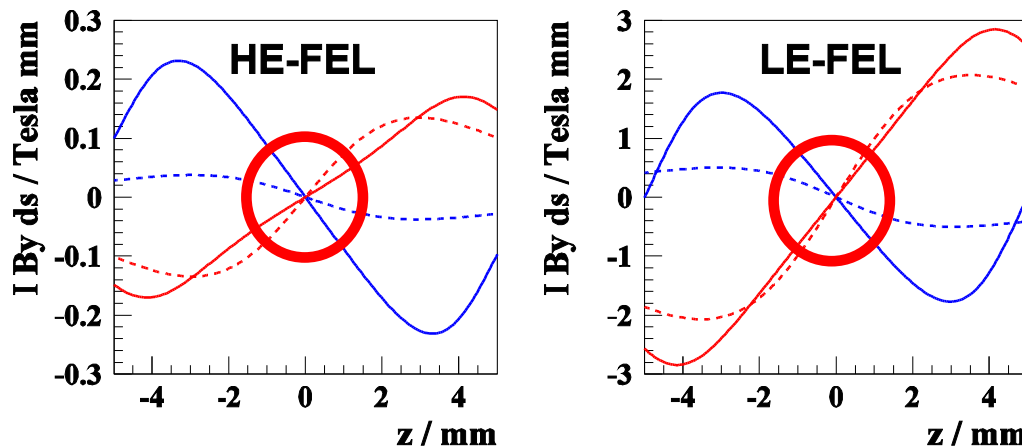 I By ds / Tesla mm
0.3
0.2
0.1
0
-0.1
-0.2
-0.3
HE-FEL
-4 -2 0 2 4
z / mm
I By ds / Tesla mm
3
2
1
0
-1
-2
-3
LE-FEL
-4 -2 0 2 4
z / mm